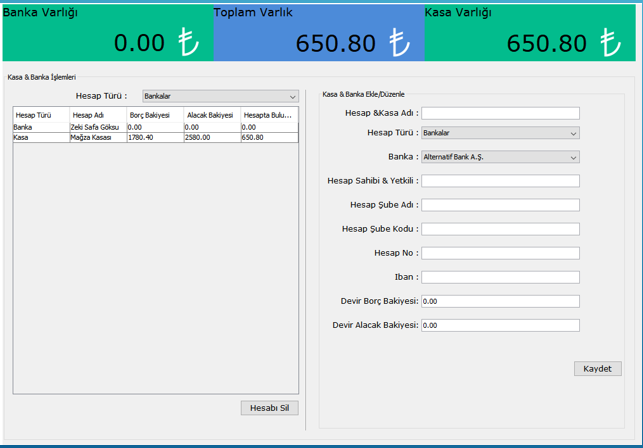 Banka Varlığı
0.00 ₺
Toplam Varlık
650.80 ₺
Kasa Varlığı
650.80 ₺
Kasa & Banka İşlemleri
Hesap Türü : Bankalar
Hesap Türü Hesap Adı Borç Bakiyesi Alacak Bakiyesi Hesapta Bulu...
Banka Zeki Safa Göksu 0.00 0.00 0.00
Kasa Mağza Kasası 1780.40 2580.00 650.80
Hesabı Sil
Kasa & Banka Ekle/Düzenle
Hesap &Kasa Adı :
Hesap Türü : Bankalar
Banka : Alternatif Bank A.Ş.
Hesap Sahibi & Yetkili :
Hesap Şube Adı :
Hesap Şube Kodu :
Hesap No :
Iban :
Devir Borç Bakiyesi : 0.00
Devir Alacak Bakiyesi: 0.00
Kaydet